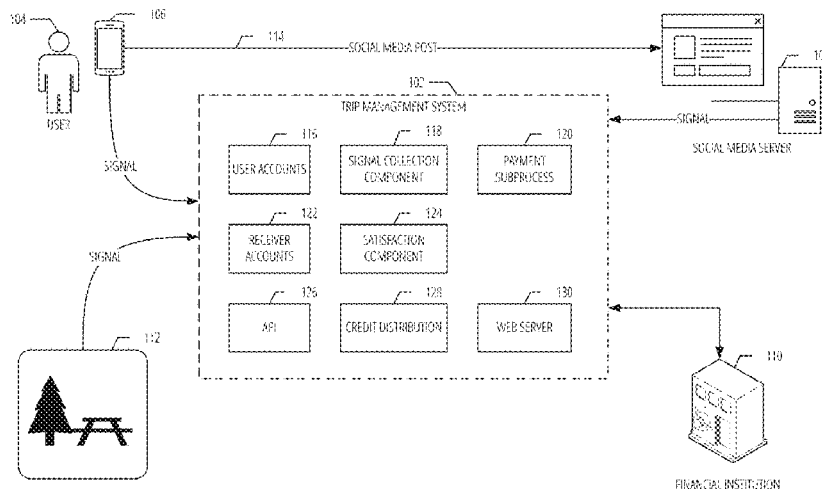 104
106
114
SOCIAL MEDIA POST
USER
102
TRIP MANAGEMENT SYSTEM
SIGNAL
SOCIAL MEDIA SERVER
SIGNAL
116
USER ACCOUNTS
118
SIGNAL COLLECTION
COMPONENT
120
PAYMENT
SUBPROCESS
122
RECEIVER
ACCOUNTS
124
SATISFACTION
COMPONENT
SIGNAL
126
API
128
CREDIT DISTRIBUTION
130
WEB SERVER
112
110
FINANCIAL INSTITUTION